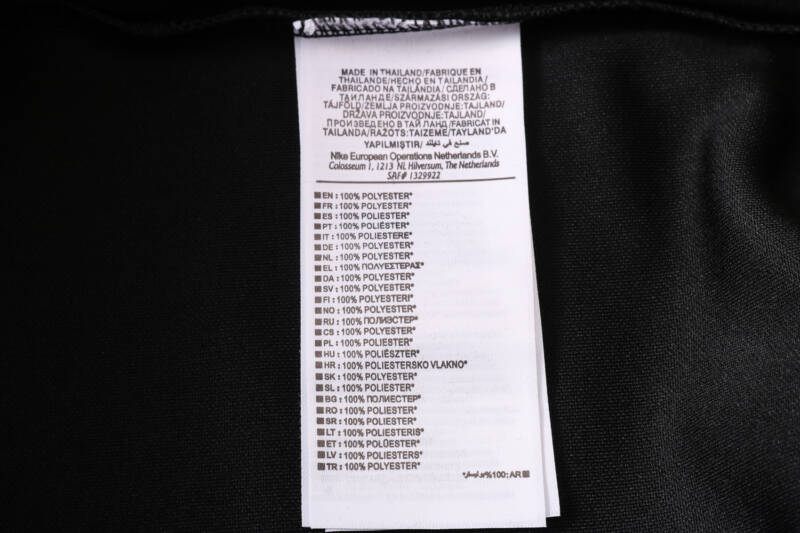 MADE IN THAILAND/FABRIQUE EN
THAILANDE/HECHO EN TAILANDIA/
FABRICADO NA TAILÂNDIA/СДЕЛАНО В
ТАИЛАНДЕ/SZÁRMAZÁSI ORSZÁG:
TÁJFÖLD/ZEMLJA PROIZVODNJE:TAJLAND/
DRŽAVA PROIZVODNJE:TAJLAND/
ПРОИЗВЕДЕНО В ТАЙЛАНД/FABRICAT IN
TAILANDA/RAŽOTS:TAIZEME/TAYLAND'DA
YAPILMIŞTIR/ صنع في تايلند
Nike European Operations Netherlands B.V.
Colosseum 1, 1213 NL Hilversum, The Netherlands
SRF# 1329922
EN : 100% POLYESTER*
FR : 100% POLYESTER*
ES : 100% POLIÉSTER*
PT : 100% POLIÉSTER*
IT : 100% POLIESTERE*
DE : 100% POLYESTER*
NL : 100% POLYESTER*
EL : 100% ΠΟΛΥΕΣΤΕΡΑΣ*
DA : 100% POLYESTER*
SV : 100% POLYESTER*
FI : 100% POLYESTERI*
NO : 100% POLYESTER*
RU : 100% ПОЛИЭСТЕР*
CS : 100% POLYESTER*
PL : 100% POLIESTER*
HU : 100% POLIÉSZTER*
HR : 100% POLIESTERSKO VLAKNO*
SK : 100% POLYESTER*
SL : 100% POLIESTER*
BG : 100% ПОЛИЕСТЕР*
RO : 100% POLIESTER*
SR : 100% POLIESTER*
LT : 100% POLIESTERIS*
ET : 100% POLÜESTER*
LV : 100% POLIESTERS*
TR : 100% POLYESTER*
AR :100% بوليستار*